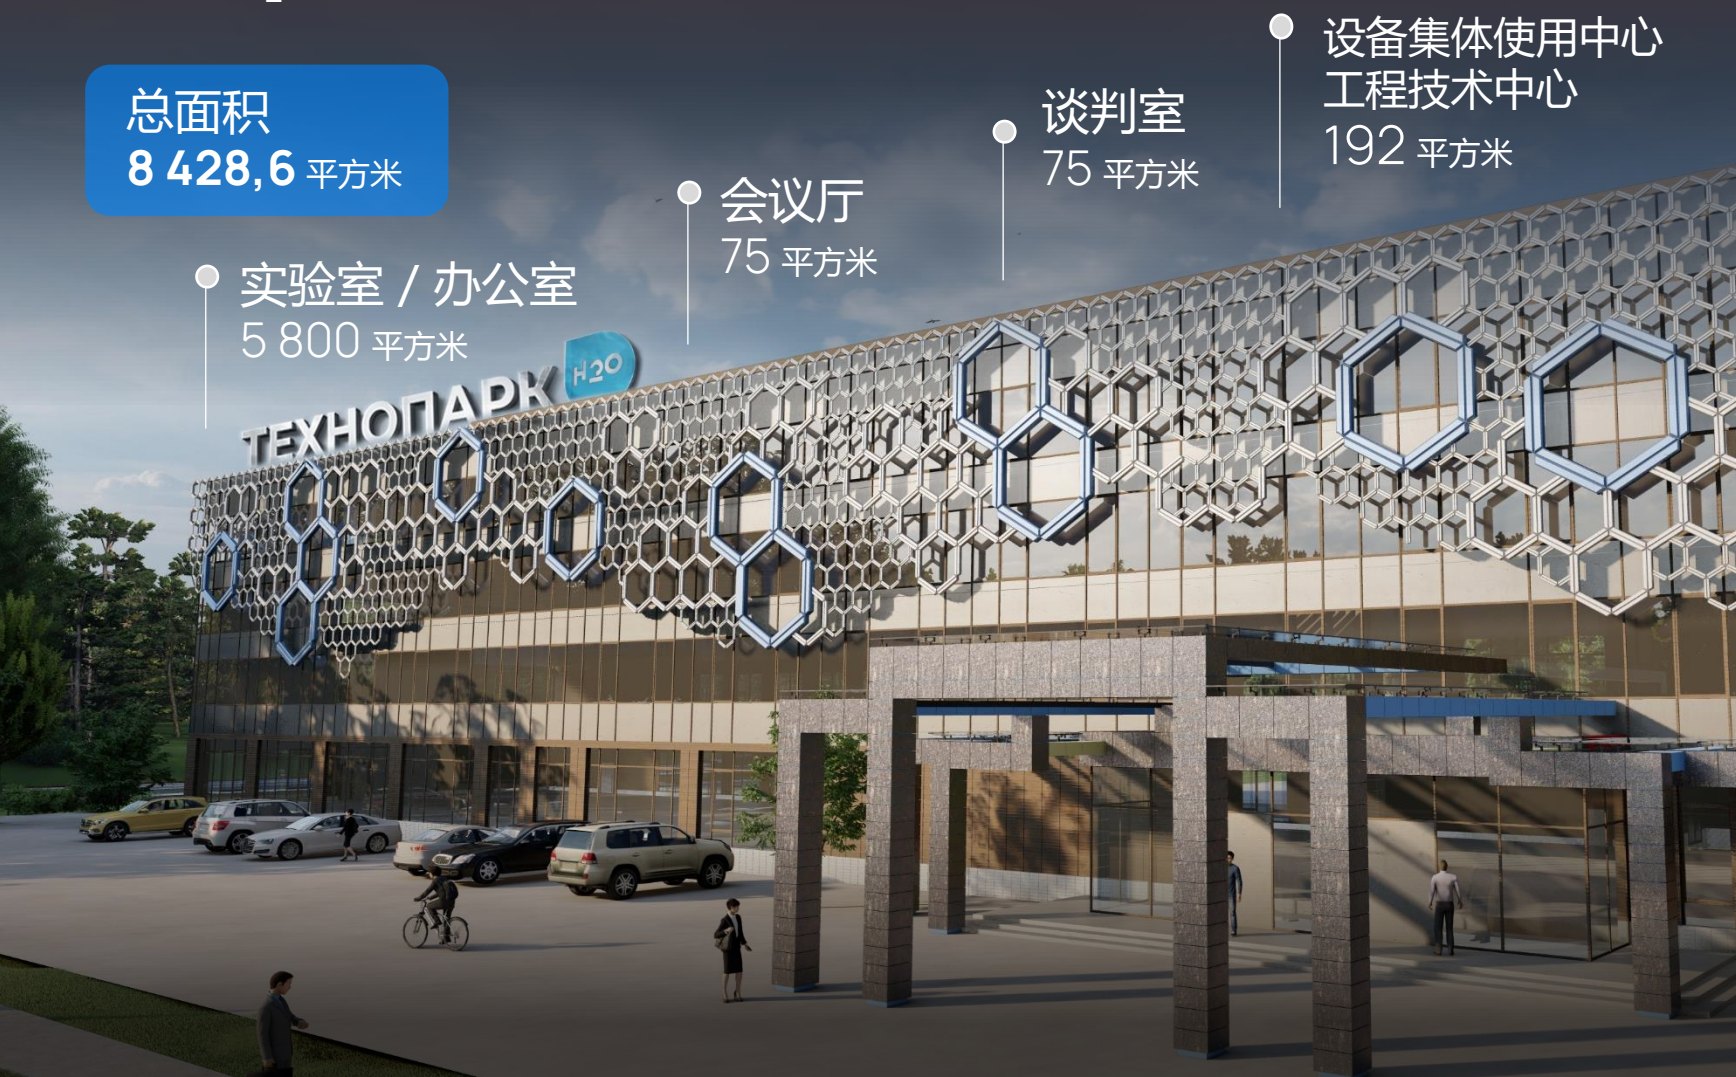 总面积
8 428,6 平方米
实验室 / 办公室
5 800 平方米
会议厅
75 平方米
谈判室
75 平方米
设备集体使用中心
工程技术中心
192 平方米
ТЕХНОПАРК H2O